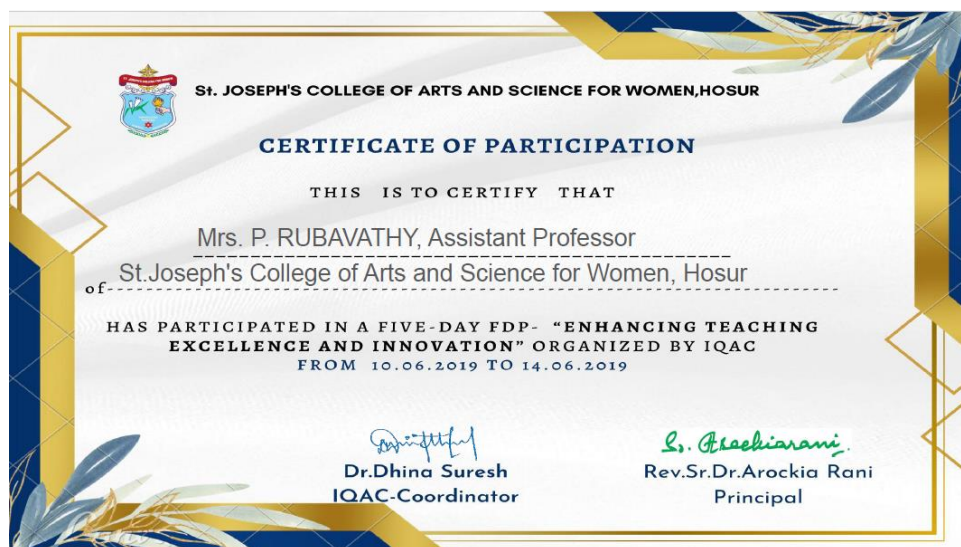 St. JOSEPH'S COLLEGE OF ARTS AND SCIENCE FOR WOMEN,HOSUR
CERTIFICATE OF PARTICIPATION
THIS IS TO CERTIFY THAT
Mrs. P. RUBAVATHY, Assistant Professor
of St.Joseph's College of Arts and Science for Women, Hosur
HAS PARTICIPATED IN A FIVE-DAY FDP- “ENHANCING TEACHING
EXCELLENCE AND INNOVATION” ORGANIZED BY IQAC
FROM 10.06.2019 TO 14.06.2019
Dr.Dhina Suresh
IQAC-Coordinator
Sr. Arockiarani.
Rev.Sr.Dr.Arockia Rani
Principal